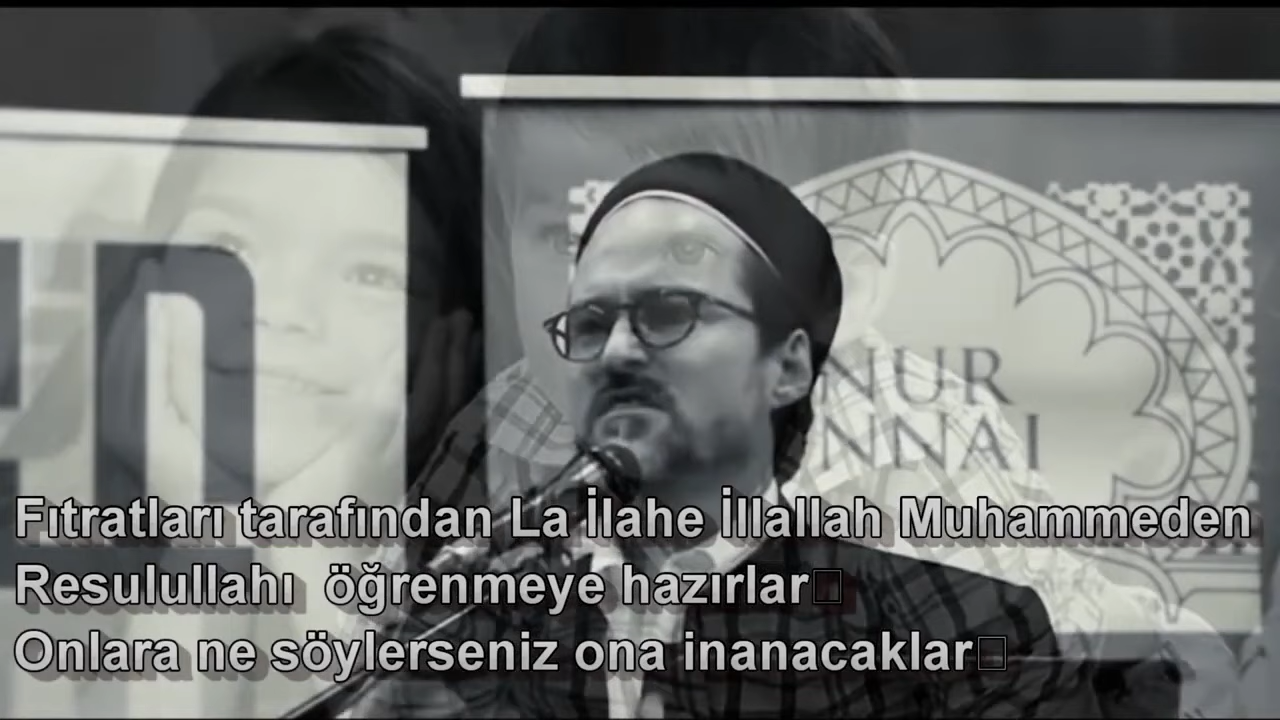 NUR
NNAI
Fıtratları tarafından La İlahe İllallah Muhammeden
Resulullahı öğrenmeye hazırlar
Onlara ne söylerseniz ona inanacaklar